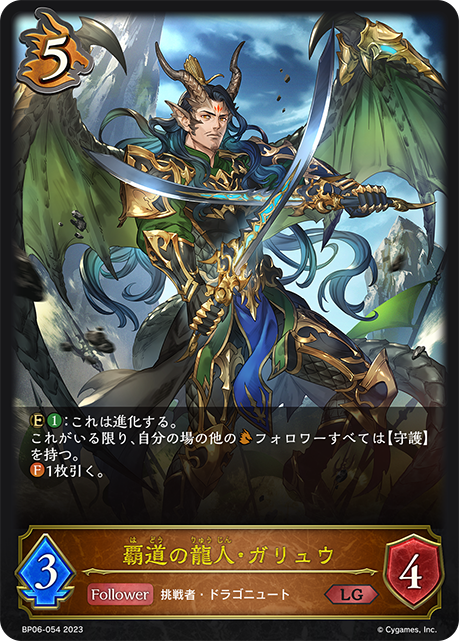 5
E 1：これは進化する。
これがいる限り、自分の場の他のフォロワーすべては【守護】
を持つ。
F 1枚引く。
は どう りゅう じん
覇道の龍人・ガリュウ
3
Follower 挑戦者・ドラゴニュート LG
4
BP06-054 2023
© Cygames, Inc.